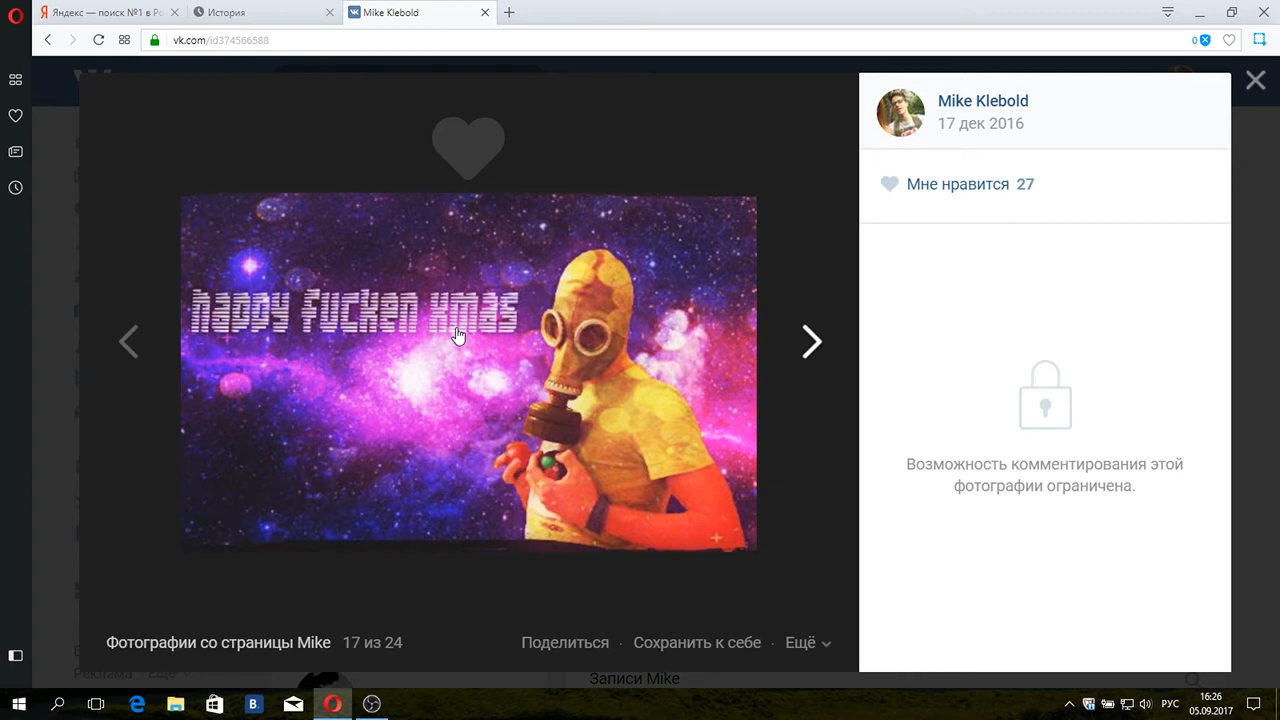 Яндекс — поиск №1 в Ро
История
Mike Klebold
vk.com/id374566588
0
Mike Klebold
17 дек 2016
Мне нравится 27
happy fucken xmas
Возможность комментирования этой
фотографии ограничена.
Фотографии со страницы Mike 17 из 24
Поделиться · Сохранить к себе · Ещё
Реклама Ещё
Записи Mike
B
РУС
16:26
05.09.2017